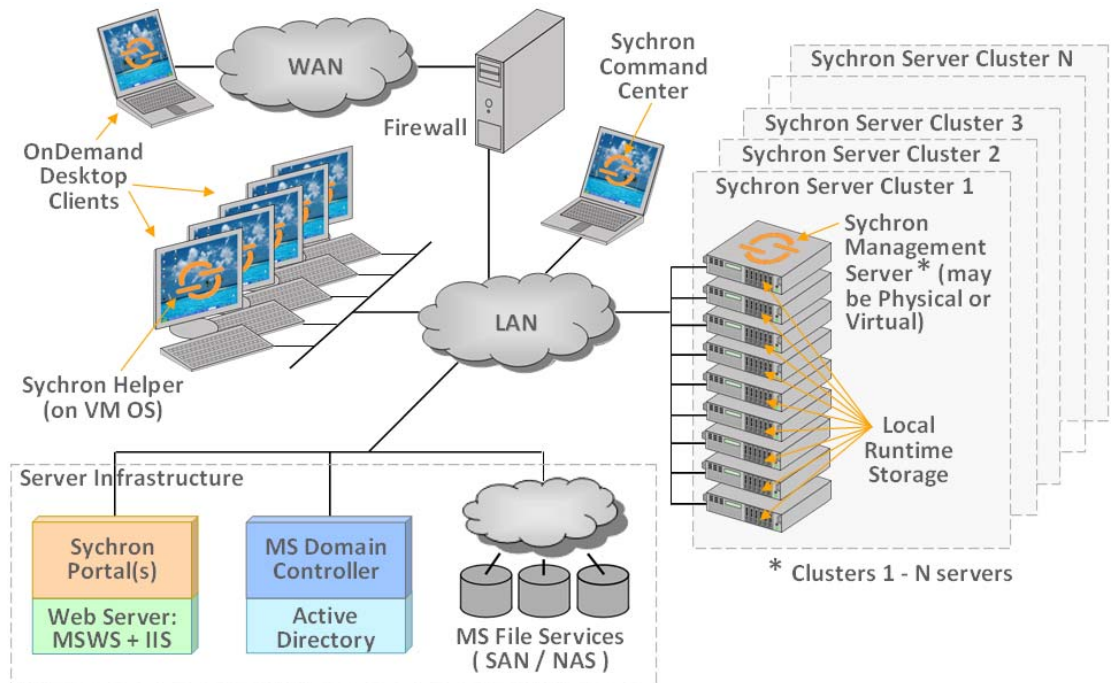 WAN
Firewall
Sychron
Command
Center
OnDemand
Desktop
Clients
Sychron Helper
(on VM OS)
LAN
Sychron Server Cluster N
Sychron Server Cluster 3
Sychron Server Cluster 2
Sychron Server Cluster 1
Sychron
Management
Server* (may
be Physical or
Virtual)
Local
Runtime
Storage
* Clusters 1 - N servers
Server Infrastructure
Sychron
Portal(s)
Web Server:
MSWS + IIS
MS Domain
Controller
Active
Directory
MS File Services
( SAN / NAS )